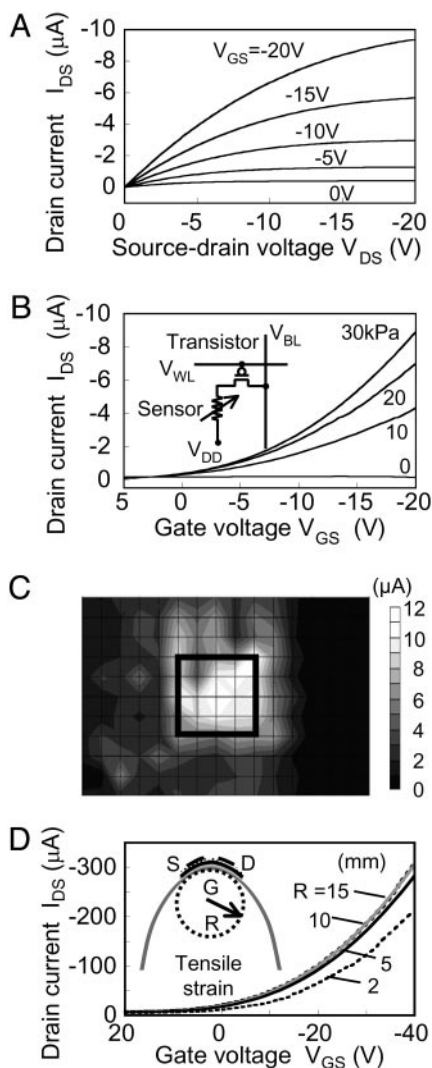 A
Drain current I_DS (μA)
-10
-8
-6
-4
-2
0
V_GS=-20V
-15V
-10V
-5V
0V
0 -5 -10 -15 -20
Source-drain voltage V_DS (V)
B
Drain current I_DS (μA)
-10
-8
-6
-4
-2
0
Transistor
V_BL
V_WL
Sensor
V_DD
30kPa
20
10
0
5 0 -5 -10 -15 -20
Gate voltage V_GS (V)
C
(μA)
12
10
8
6
4
2
0
D
Drain current I_DS (μA)
-300
-200
-100
0
S D
G
R
Tensile
strain
(mm)
R =15
10
5
2
20 0 -20 -40
Gate voltage V_GS (V)